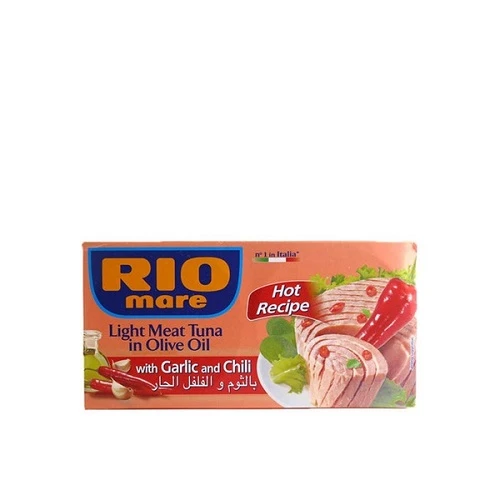 RIO
mare
n° 1 in Italia*
Light Meat Tuna
in Olive Oil
Hot
Recipe
with Garlic and Chili
بالثوم و الفلفل الحار